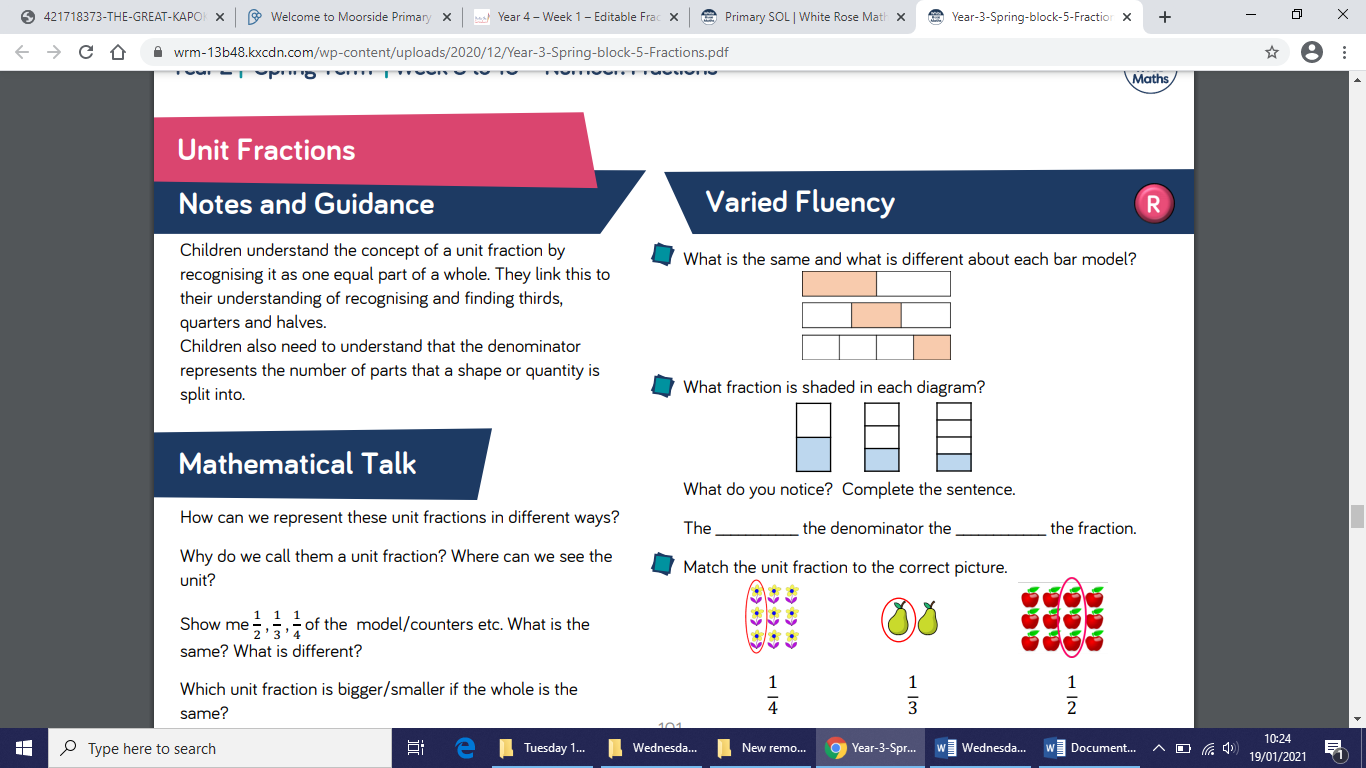 421718373-THE-GREAT-KAPOK
Welcome to Moorside Primary
Year 4 – Week 1 – Editable Frac
Primary SOL | White Rose Math
Year-3-Spring-block-5-Fraction
wrm-13b48.kxcdn.com/wp-content/uploads/2020/12/Year-3-Spring-block-5-Fractions.pdf
Maths
Unit Fractions
Notes and Guidance
Children understand the concept of a unit fraction by
recognising it as one equal part of a whole. They link this to
their understanding of recognising and finding thirds,
quarters and halves.
Children also need to understand that the denominator
represents the number of parts that a shape or quantity is
split into.
Mathematical Talk
How can we represent these unit fractions in different ways?
Why do we call them a unit fraction? Where can we see the
unit?
Show me 1/2, 1/3, 1/4 of the model/counters etc. What is the
same? What is different?
Which unit fraction is bigger/smaller if the whole is the
same?
Varied Fluency
R
What is the same and what is different about each bar model?
What fraction is shaded in each diagram?
What do you notice? Complete the sentence.
The __________ the denominator the ___________ the fraction.
Match the unit fraction to the correct picture.
1/4 1/3 1/2
Type here to search
Tuesday 1...
Wednesda...
New remo...
Year-3-Spr...
Wednesda...
Document...
10:24
19/01/2021
1